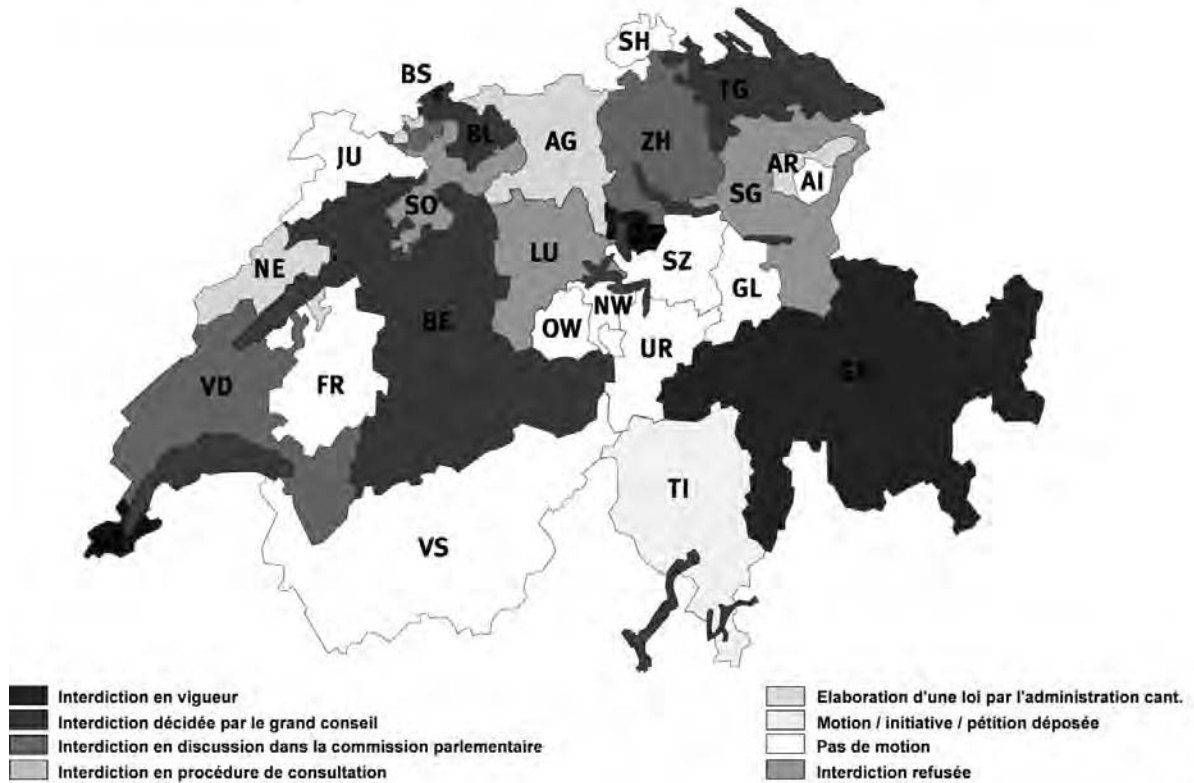 SH
BS
TG
BL
AG
ZH
JU
AR
AI
SG
SO
LU
NE
SZ
GL
NW
OW
BE
UR
VD
FR
GR
TI
VS
Interdiction en vigueur
Interdiction décidée par le grand conseil
Interdiction en discussion dans la commission parlementaire
Interdiction en procédure de consultation
Elaboration d'une loi par l'administration cant.
Motion / initiative / pétition déposée
Pas de motion
Interdiction refusée